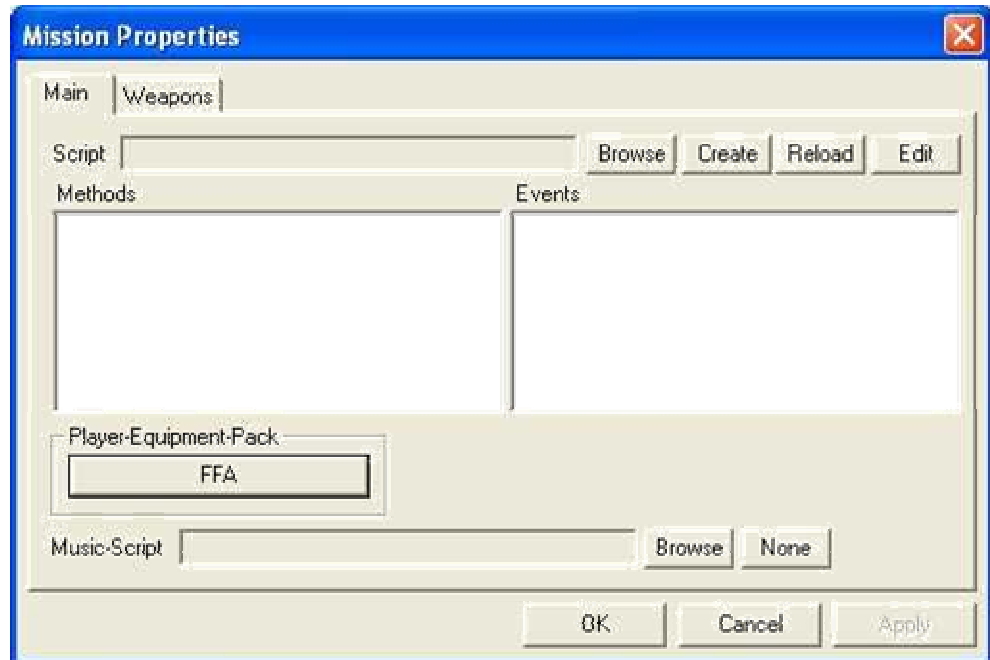 Mission Properties
Main Weapons
Script Browse Create Reload Edit
Methods Events
Player-Equipment-Pack
FFA
Music-Script Browse None
OK Cancel Apply